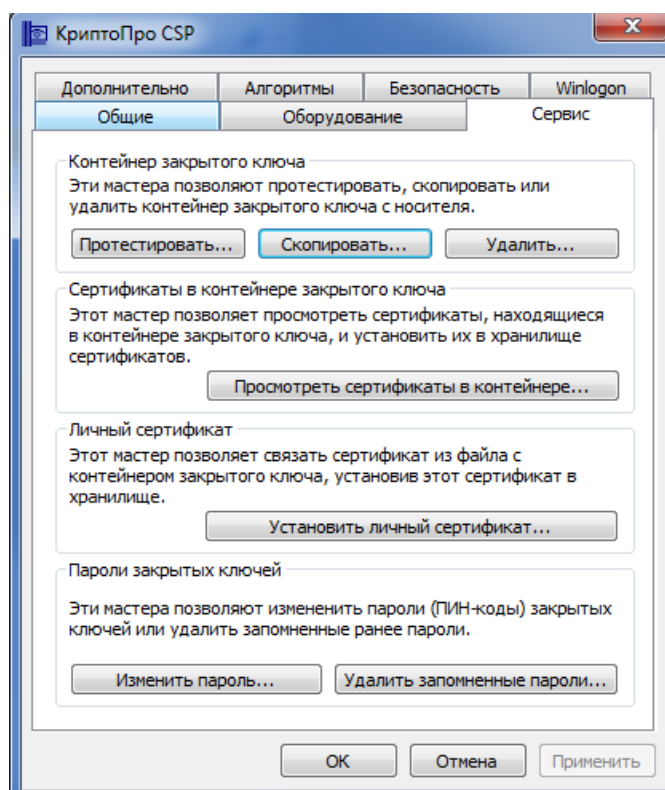 КриптоПро CSP
Дополнительно Алгоритмы Безопасность Winlogon
Общие Оборудование Сервис
Контейнер закрытого ключа
Эти мастера позволяют протестировать, скопировать или
удалить контейнер закрытого ключа с носителя.
Протестировать... Скопировать... Удалить...
Сертификаты в контейнере закрытого ключа
Этот мастер позволяет просмотреть сертификаты, находящиеся
в контейнере закрытого ключа, и установить их в хранилище
сертификатов.
Просмотреть сертификаты в контейнере...
Личный сертификат
Этот мастер позволяет связать сертификат из файла с
контейнером закрытого ключа, установив этот сертификат в
хранилище.
Установить личный сертификат...
Пароли закрытых ключей
Эти мастера позволяют измененить пароли (ПИН-коды) закрытых
ключей или удалить запомненные ранее пароли.
Изменить пароль... Удалить запомненные пароли...
ОК Отмена Применить